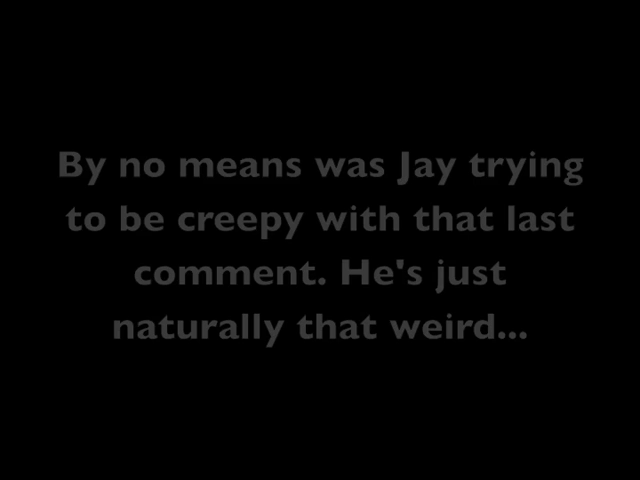 By no means was Jay trying
to be creepy with that last
comment. He's just
naturally that weird...